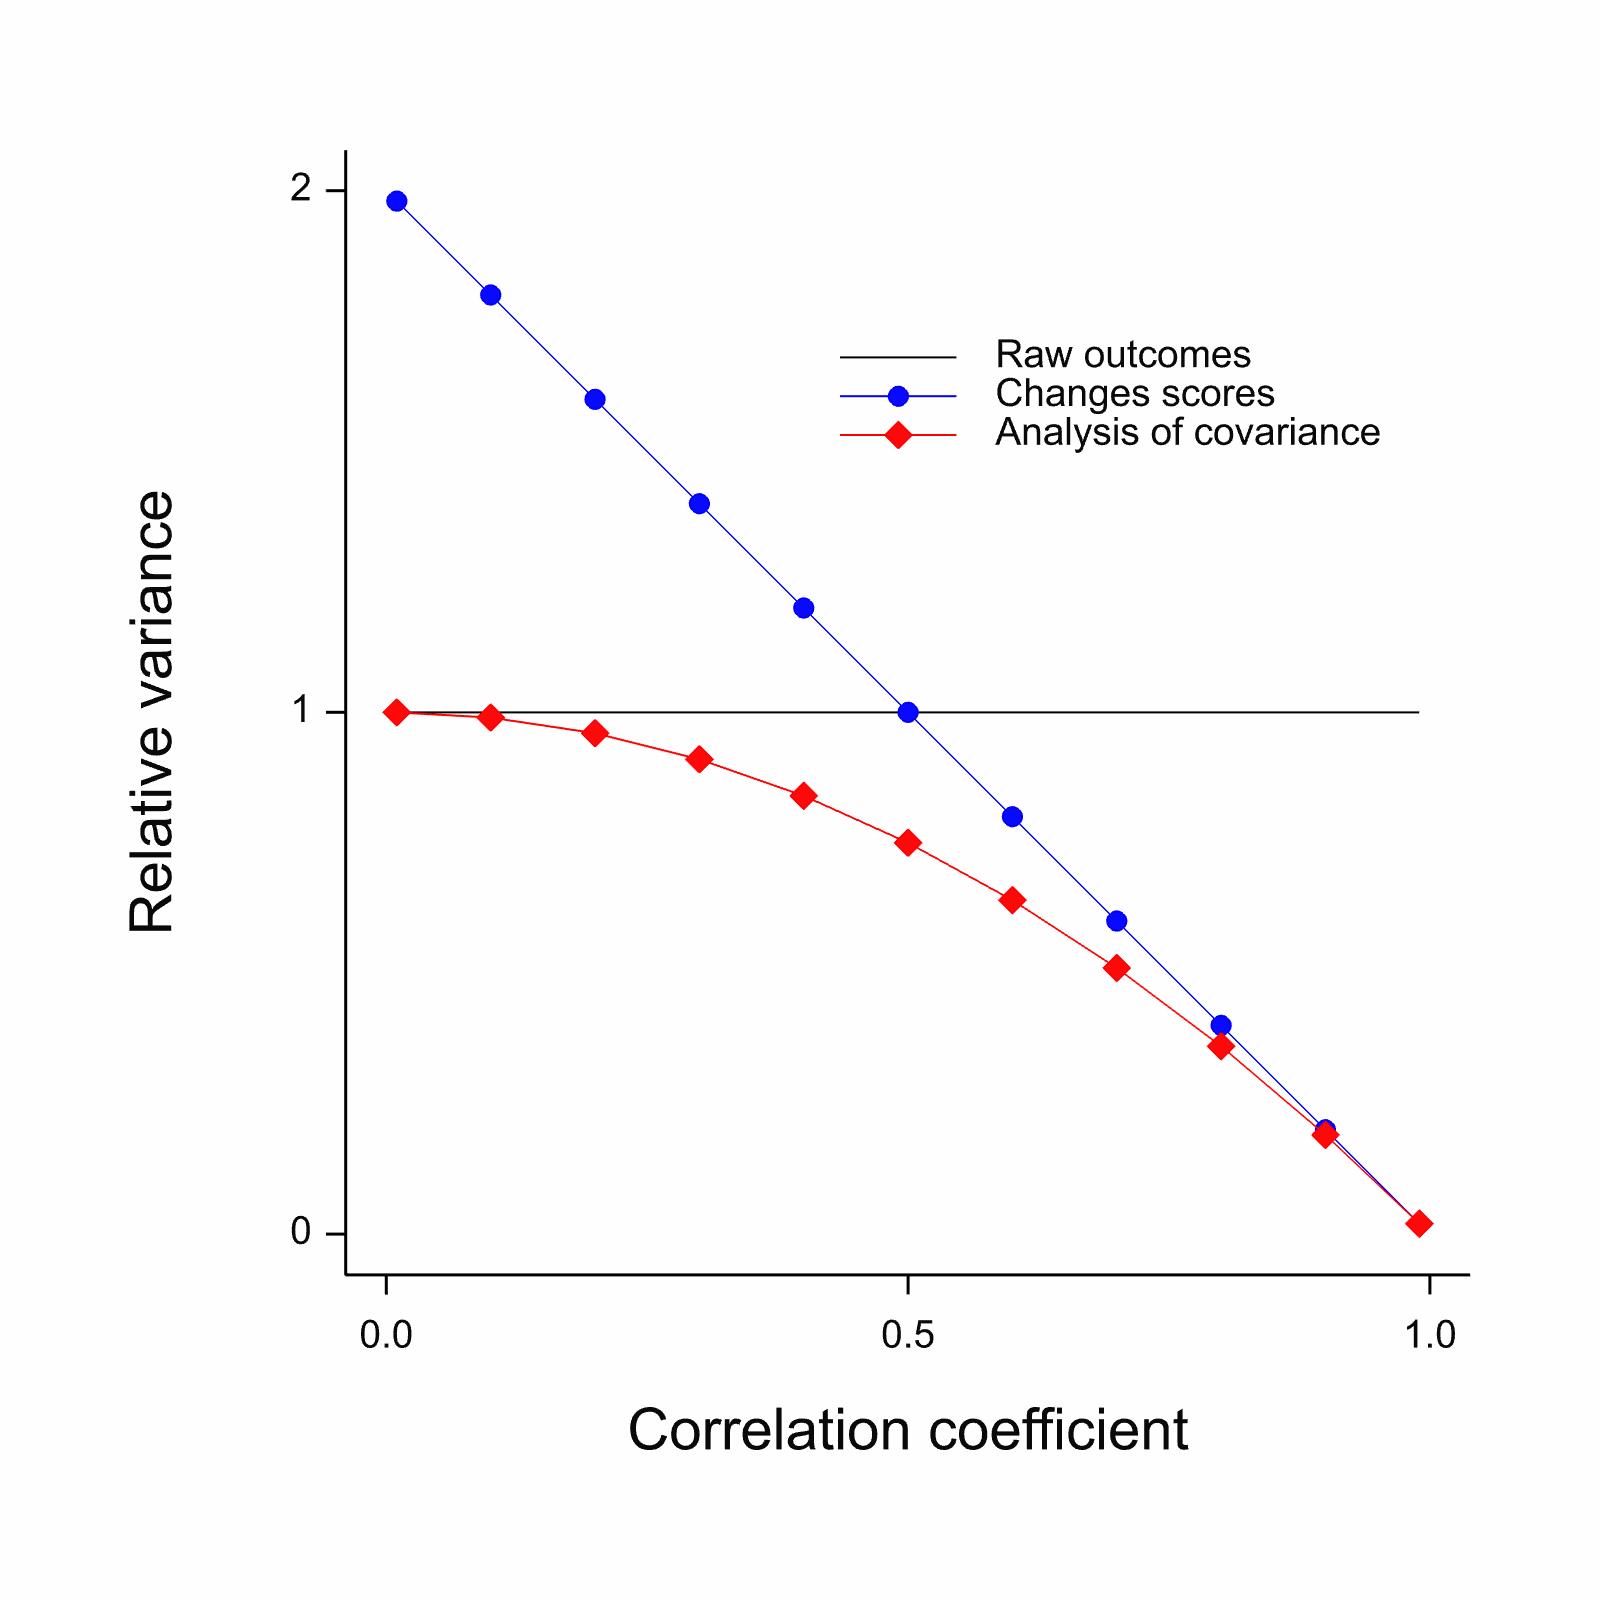 2
Raw outcomes
Changes scores
Analysis of covariance
Relative variance
1
0
0.0
0.5
1.0
Correlation coefficient